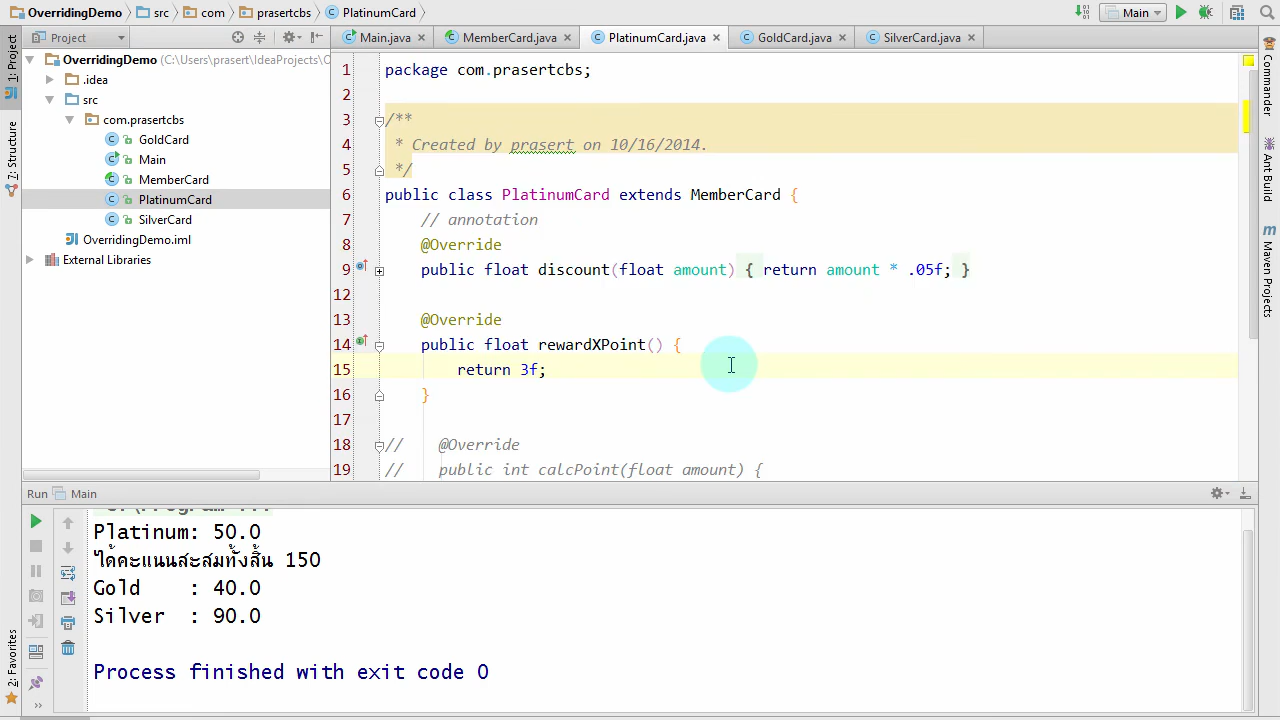 OverridingDemo src com prasertcbs PlatinumCard Main
1: Project
7: Structure
2: Favorites
Project
OverridingDemo (C:\Users\prasert\IdeaProjects\O
.idea
src
com.prasertcbs
GoldCard
Main
MemberCard
PlatinumCard
SilverCard
OverridingDemo.iml
External Libraries
Main.java MemberCard.java PlatinumCard.java GoldCard.java SilverCard.java
1 package com.prasertcbs;
2
3 /**
4 * Created by prasert on 10/16/2014.
5 */
6 public class PlatinumCard extends MemberCard {
7 // annotation
8 @Override
9 public float discount(float amount) { return amount * .05f; }
12
13 @Override
14 public float rewardXPoint() {
15 return 3f;
16 }
17
18 // @Override
19 // public int calcPoint(float amount) {
Commander
Ant Build
Maven Projects
Run Main
Platinum: 50.0
ได้คะแนนสะสมทั้งสิ้น 150
Gold : 40.0
Silver : 90.0
Process finished with exit code 0